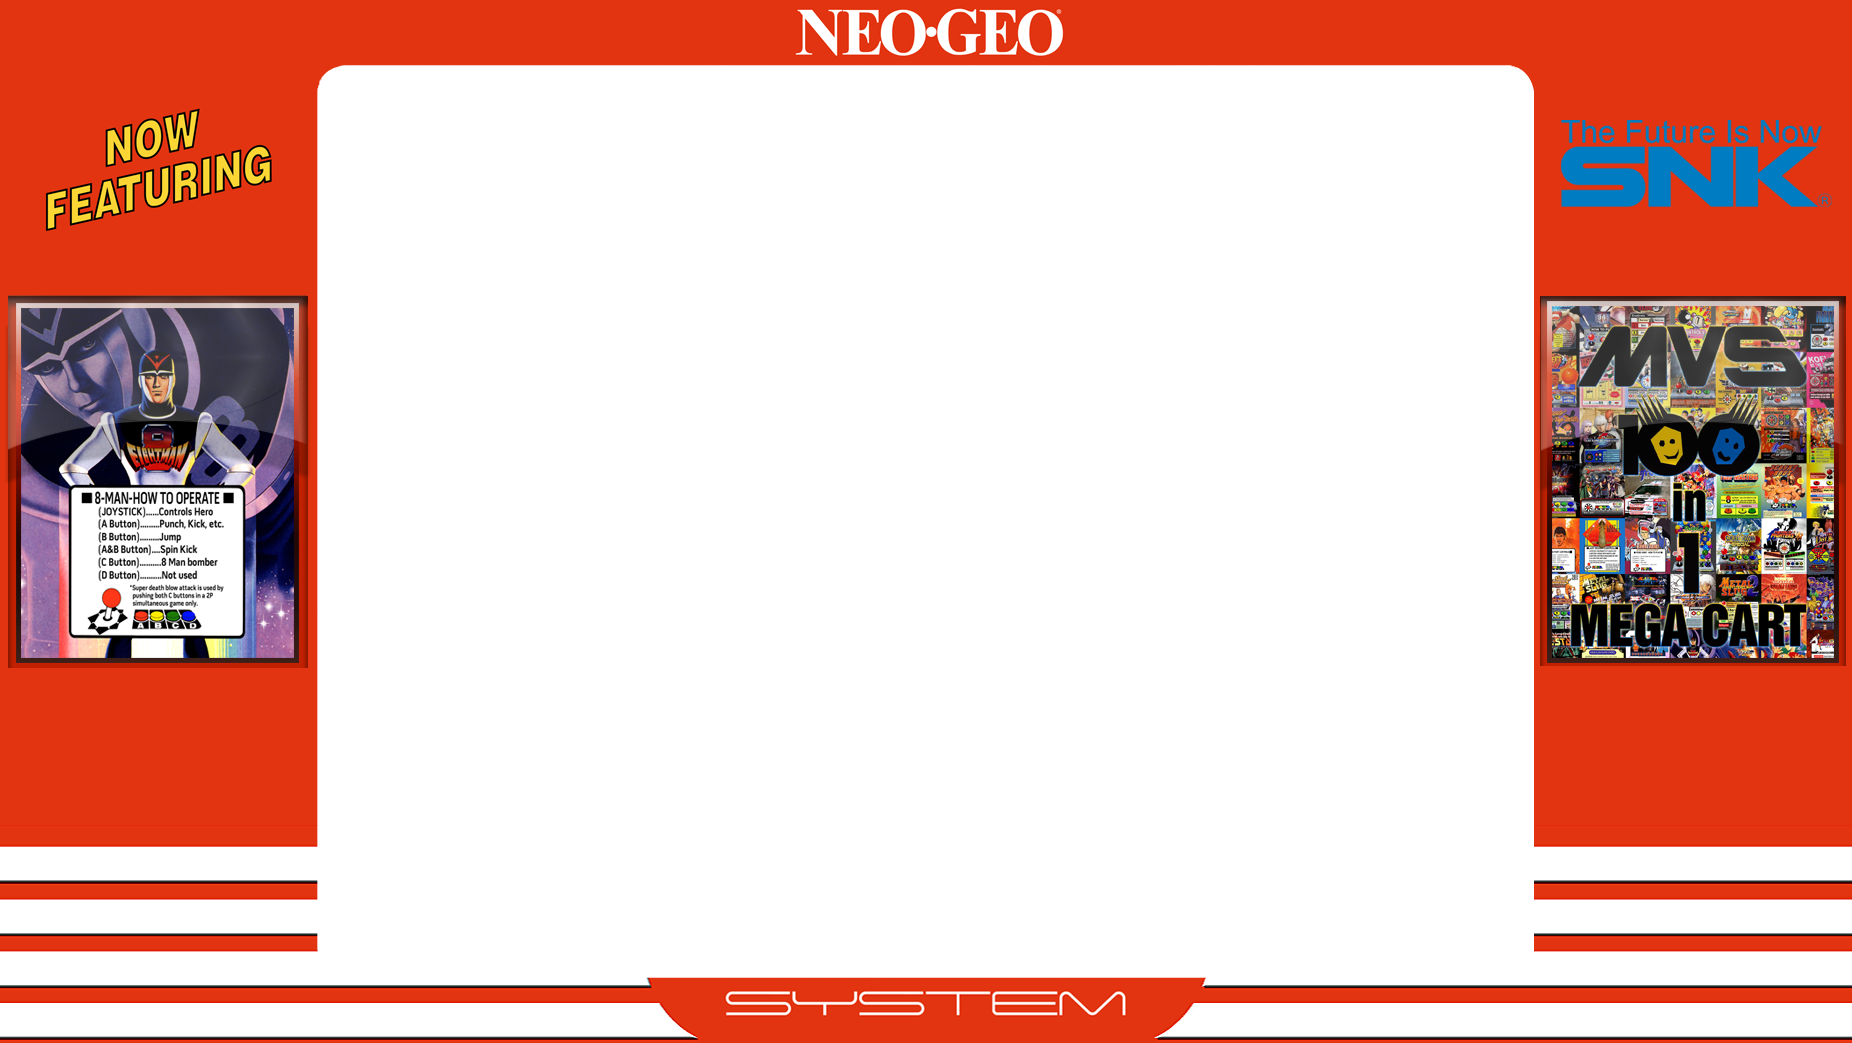 NEO•GEO®
NOW
FEATURING
The Future Is Now
SNK®
8
EIGHTMAN
■ 8-MAN-HOW TO OPERATE ■
(JOYSTICK)......Controls Hero
(A Button).........Punch, Kick, etc.
(B Button).........Jump
(A&B Button)....Spin Kick
(C Button)..........8 Man bomber
(D Button)..........Not used
*Super death blow attack is used by
pushing both C buttons in a 2P
simultaneous game only.
A B C D
MVS
100
in
1
MEGA CART
SYSTEM